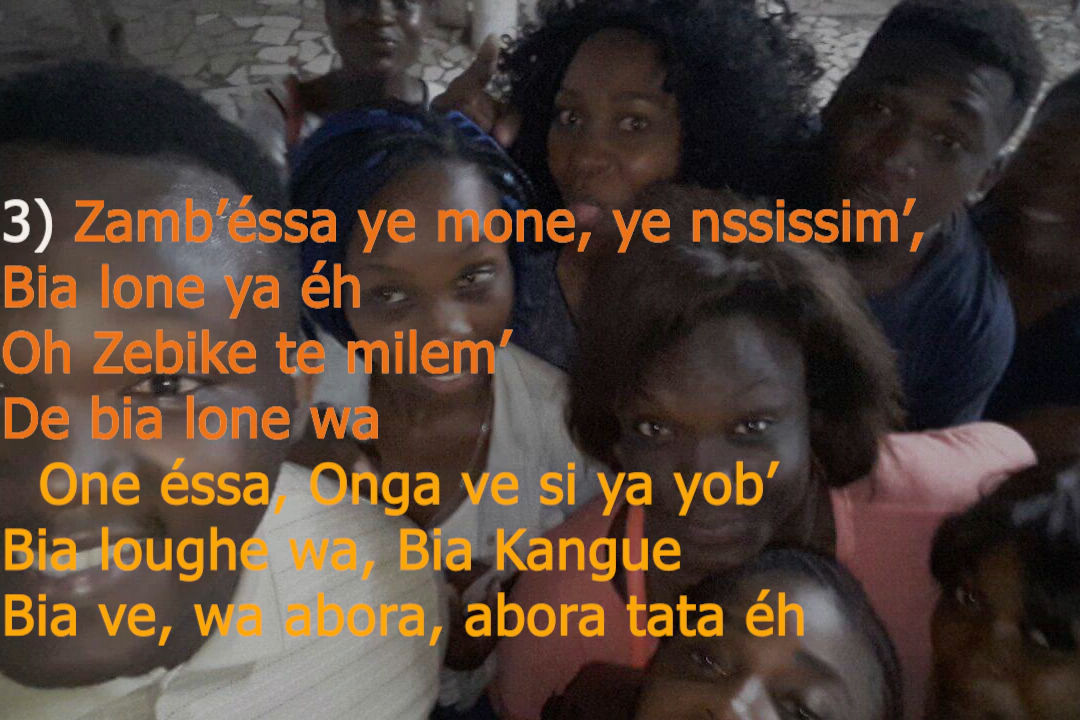 3) Zamb’éssa ye mone, ye nssissim’,
Bia lone ya éh
Oh Zebike te milem’
De bia lone wa
One éssa, Onga ve si ya yob’
Bia loughe wa, Bia Kangue
Bia ve, wa abora, abora tata éh